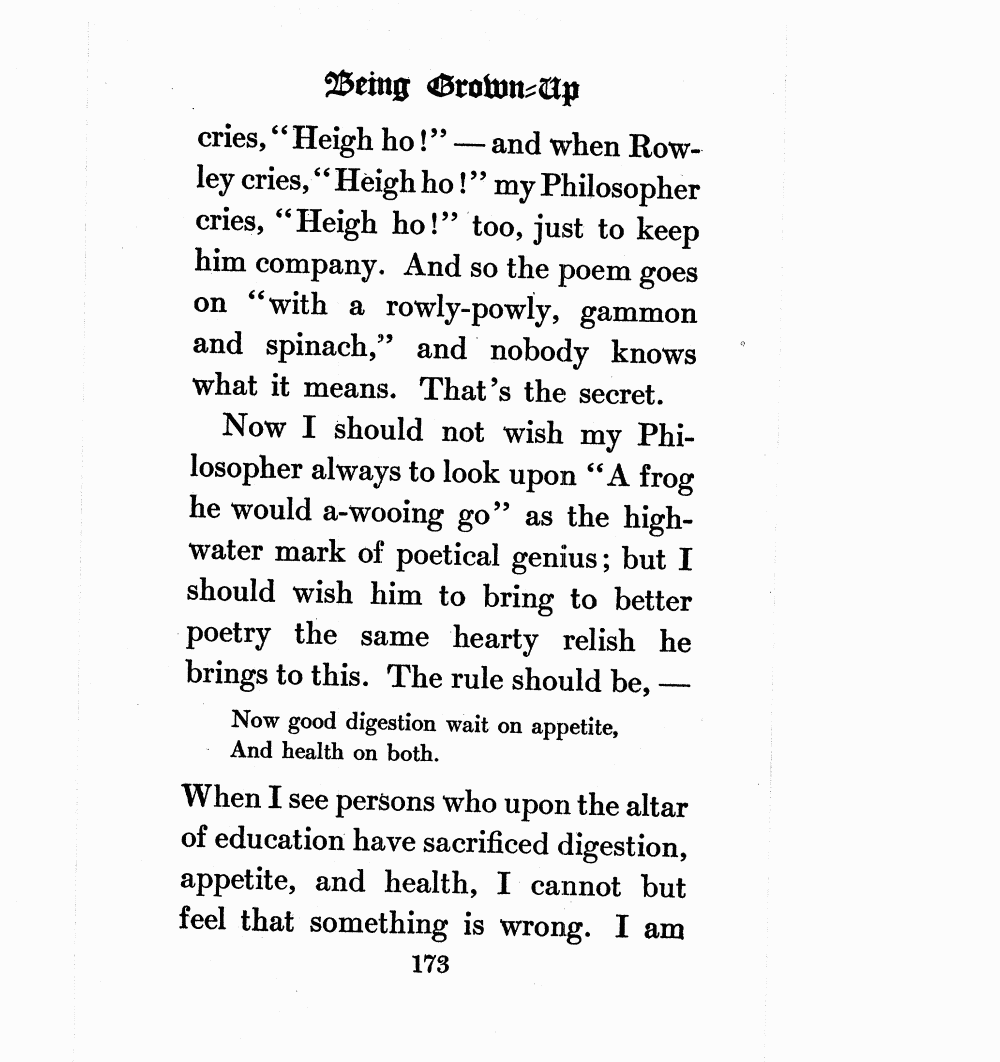 Being Grown-Up
cries, “Heigh ho!” — and when Row-
ley cries, “Heigh ho!” my Philosopher
cries, “Heigh ho!” too, just to keep
him company. And so the poem goes
on “with a rowly-powly, gammon
and spinach,” and nobody knows
what it means. That’s the secret.
Now I should not wish my Phi-
losopher always to look upon “A frog
he would a-wooing go” as the high-
water mark of poetical genius; but I
should wish him to bring to better
poetry the same hearty relish he
brings to this. The rule should be, —
Now good digestion wait on appetite,
And health on both.
When I see persons who upon the altar
of education have sacrificed digestion,
appetite, and health, I cannot but
feel that something is wrong. I am
173